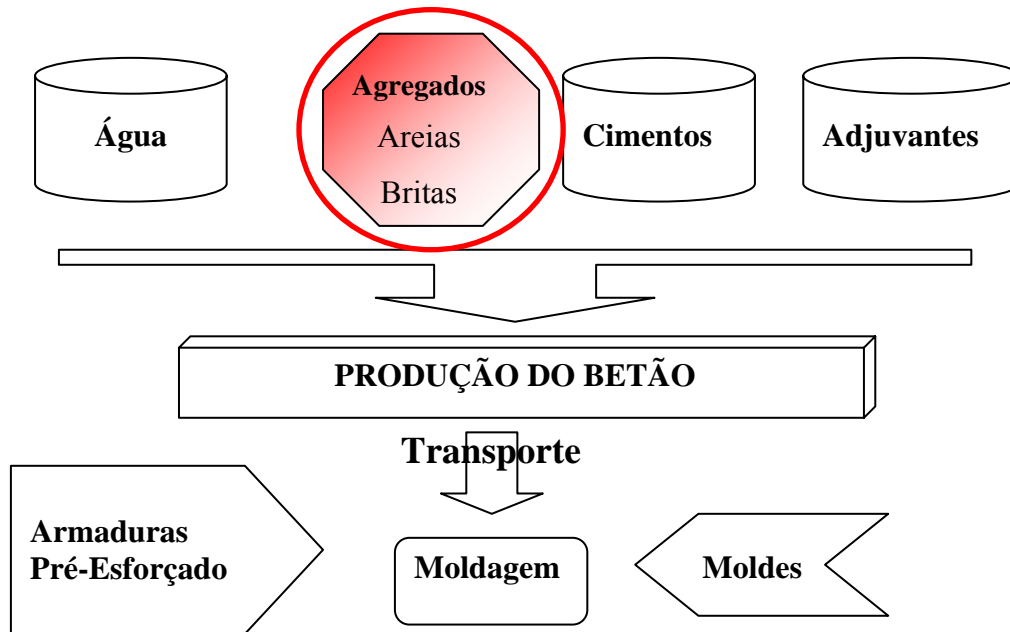 Água
Agregados
Areias
Britas
Cimentos
Adjuvantes
PRODUÇÃO DO BETÃO
Transporte
Armaduras
Pré-Esforçado
Moldagem
Moldes